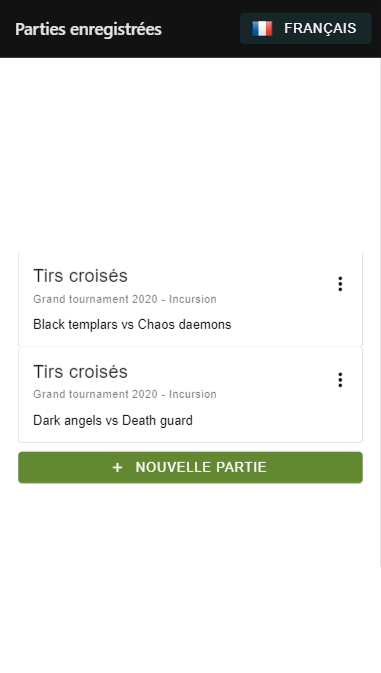 Parties enregistrées
FRANÇAIS
Tirs croisés
Grand tournament 2020 - Incursion
Black templars vs Chaos daemons
Tirs croisés
Grand tournament 2020 - Incursion
Dark angels vs Death guard
+ NOUVELLE PARTIE